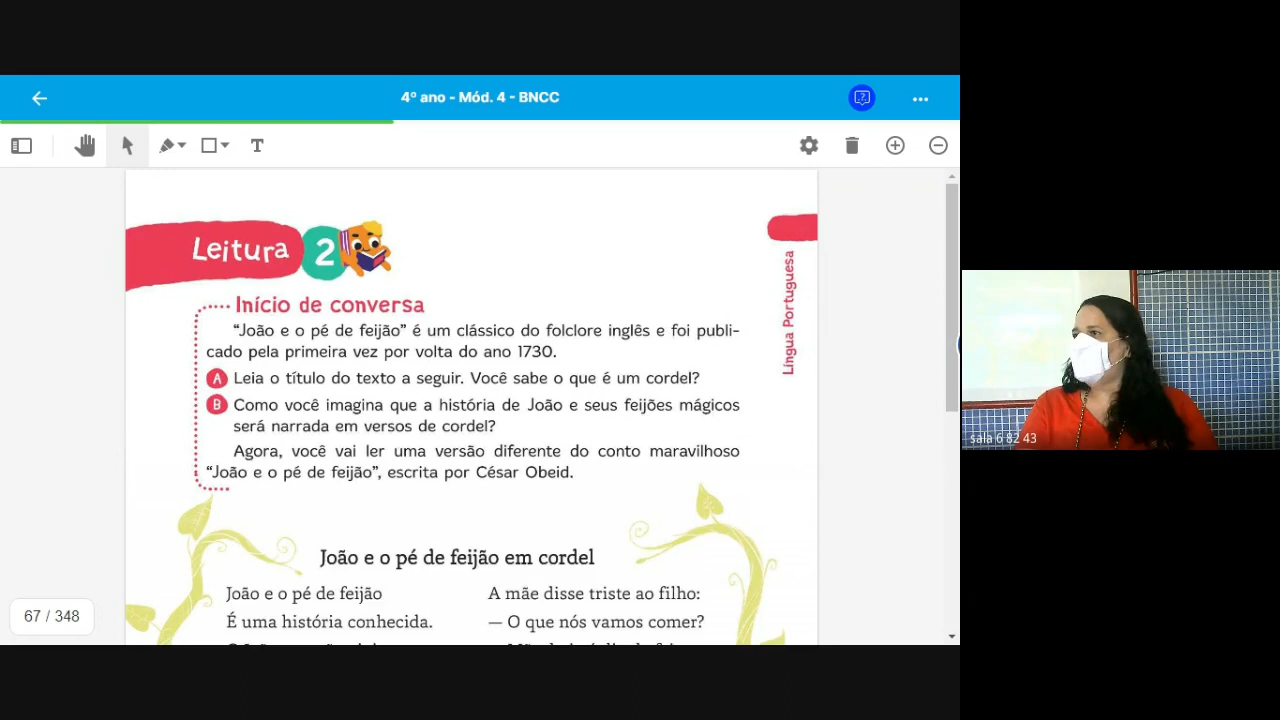 4º ano - Mód. 4 - BNCC
T
Leitura 2
Língua Portuguesa
Início de conversa
“João e o pé de feijão” é um clássico do folclore inglês e foi publi-
cado pela primeira vez por volta do ano 1730.
A Leia o título do texto a seguir. Você sabe o que é um cordel?
B Como você imagina que a história de João e seus feijões mágicos
será narrada em versos de cordel?
Agora, você vai ler uma versão diferente do conto maravilhoso
“João e o pé de feijão”, escrita por César Obeid.
João e o pé de feijão em cordel
João e o pé de feijão
É uma história conhecida.
A mãe disse triste ao filho:
— O que nós vamos comer?
67 / 348
sala 6 82 43